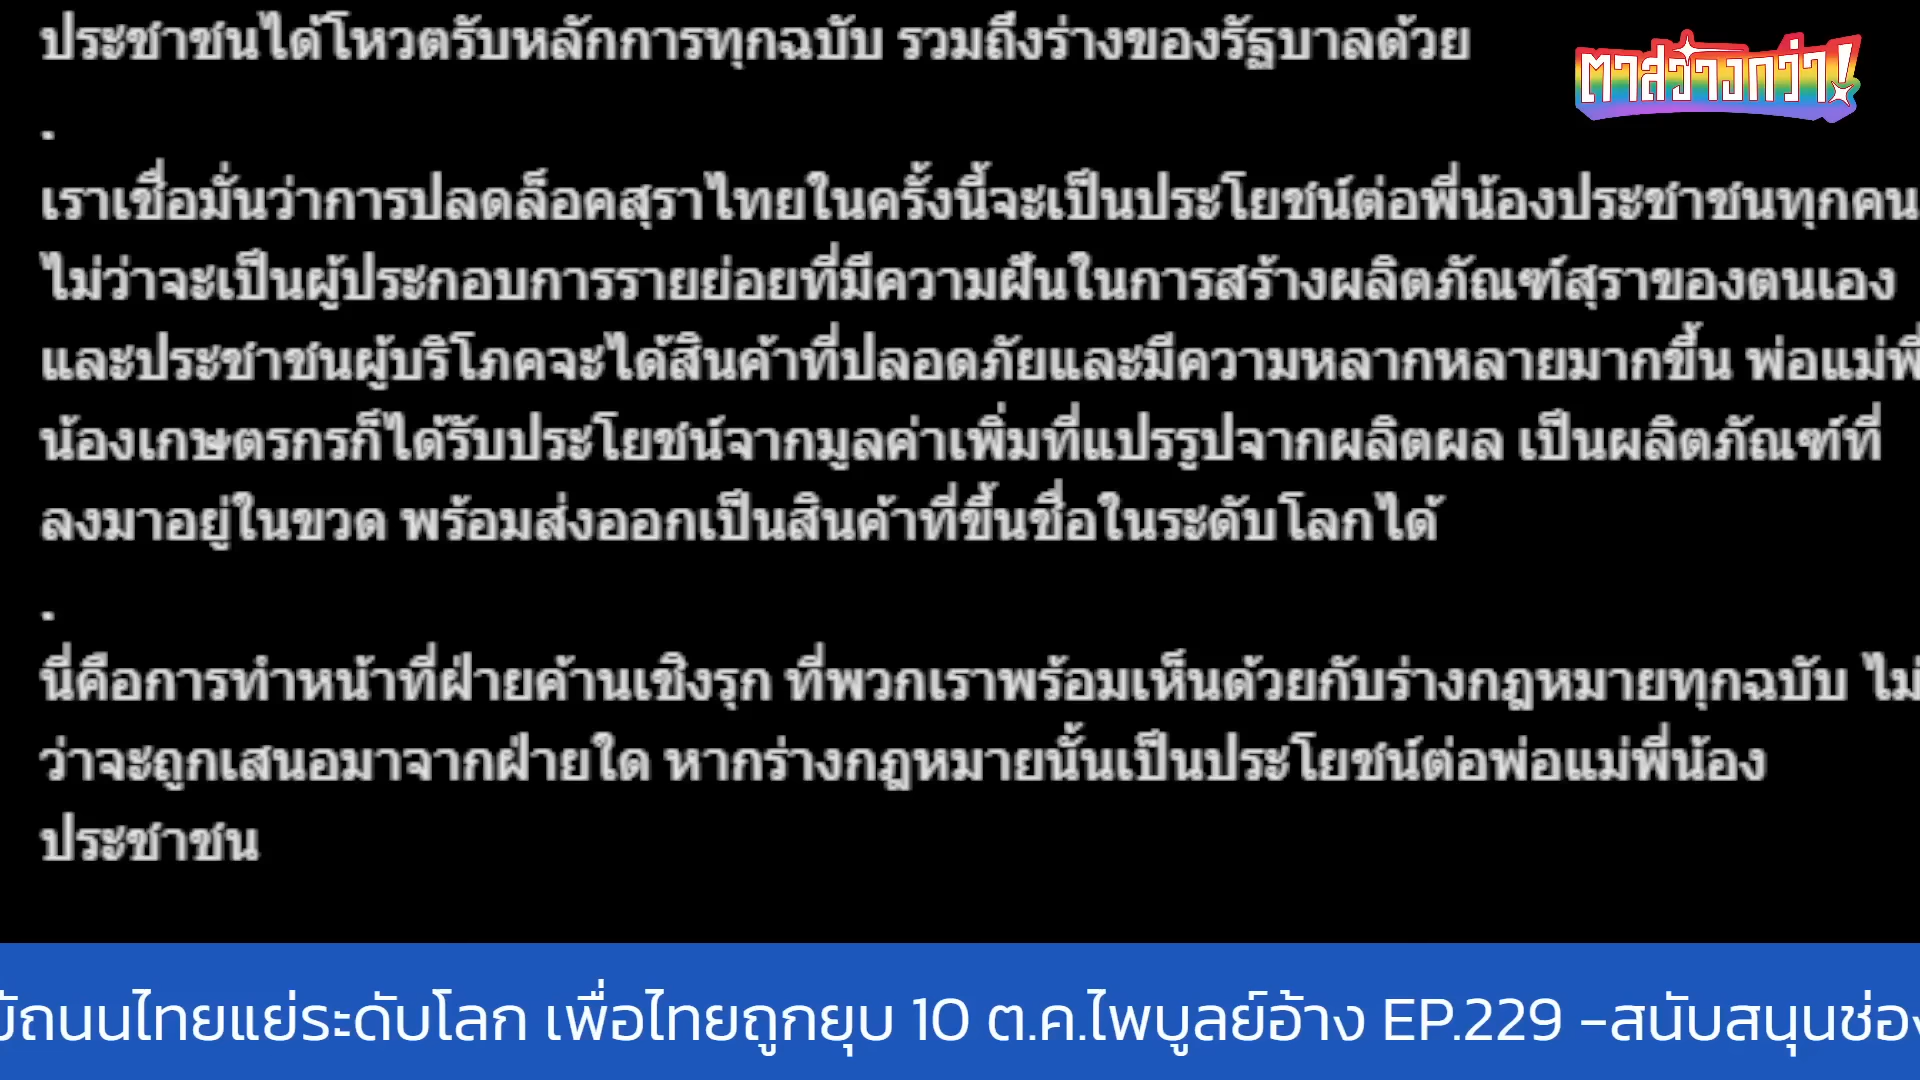 ประชาชนได้โหวตรับหลักการทุกฉบับ รวมถึงร่างของรัฐบาลด้วย
ตาสว่างกว่า!
.
เราเชื่อมั่นว่าการปลดล็อคสุราไทยในครั้งนี้จะเป็นประโยชน์ต่อพี่น้องประชาชนทุกคน
ไม่ว่าจะเป็นผู้ประกอบการรายย่อยที่มีความฝันในการสร้างผลิตภัณฑ์สุราของตนเอง
และประชาชนผู้บริโภคจะได้สินค้าที่ปลอดภัยและมีความหลากหลายมากขึ้น พ่อแม่พี่
น้องเกษตรกรก็ได้รับประโยชน์จากมูลค่าเพิ่มที่แปรรูปจากผลิตผล เป็นผลิตภัณฑ์ที่
ลงมาอยู่ในขวด พร้อมส่งออกเป็นสินค้าที่ขึ้นชื่อในระดับโลกได้
.
นี่คือการทำหน้าที่ฝ่ายค้านเชิงรุก ที่พวกเราพร้อมเห็นด้วยกับร่างกฎหมายทุกฉบับ ไม่
ว่าจะถูกเสนอมาจากฝ่ายใด หากร่างกฎหมายนั้นเป็นประโยชน์ต่อพ่อแม่พี่น้อง
ประชาชน
ถนนไทยแย่ระดับโลก เพื่อไทยถูกยุบ 10 ต.ค.ไพบูลย์อ้าง EP.229 -สนับสนุนช่อง